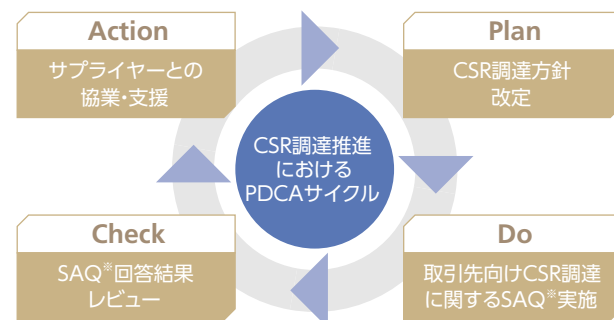 Action
サプライヤーとの
協業・支援
Plan
CSR調達方針
改定
CSR調達推進
における
PDCAサイクル
Check
SAQ※回答結果
レビュー
Do
取引先向けCSR調達
に関するSAQ※実施